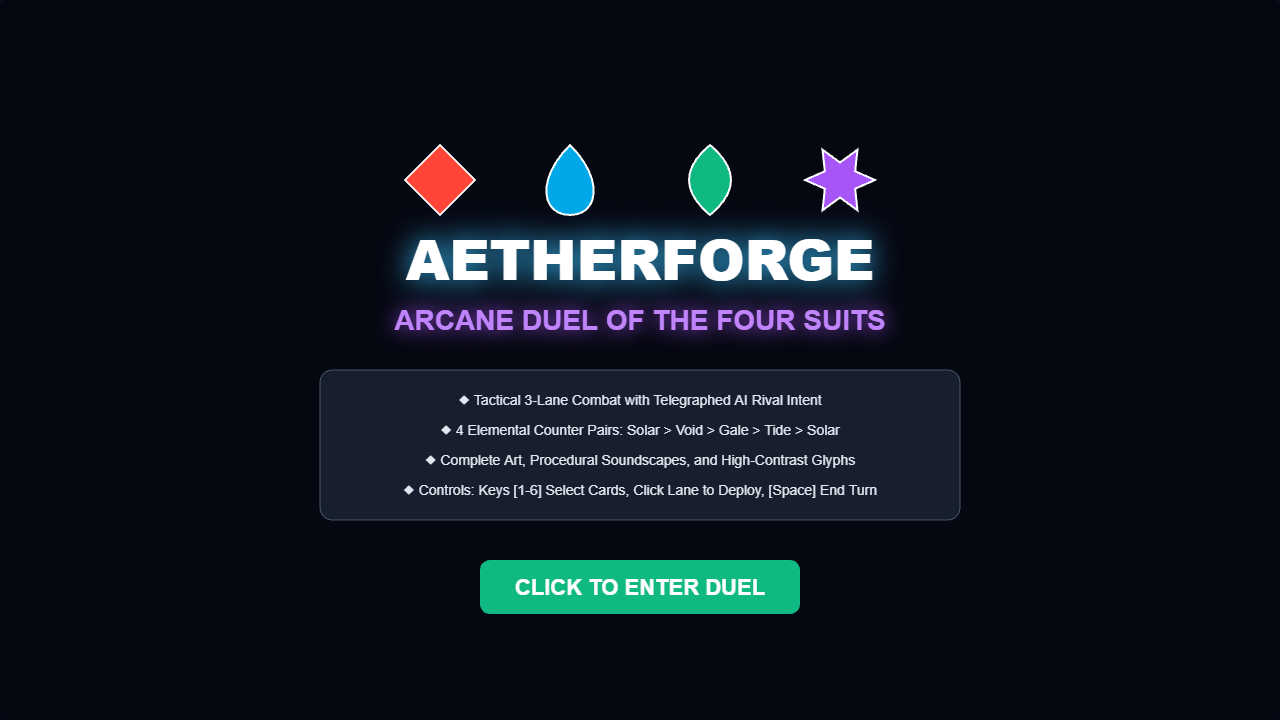 AETHERFORGE
ARCANE DUEL OF THE FOUR SUITS
◆ Tactical 3-Lane Combat with Telegraphed AI Rival Intent
◆ 4 Elemental Counter Pairs: Solar > Void > Gale > Tide > Solar
◆ Complete Art, Procedural Soundscapes, and High-Contrast Glyphs
◆ Controls: Keys [1-6] Select Cards, Click Lane to Deploy, [Space] End Turn
CLICK TO ENTER DUEL